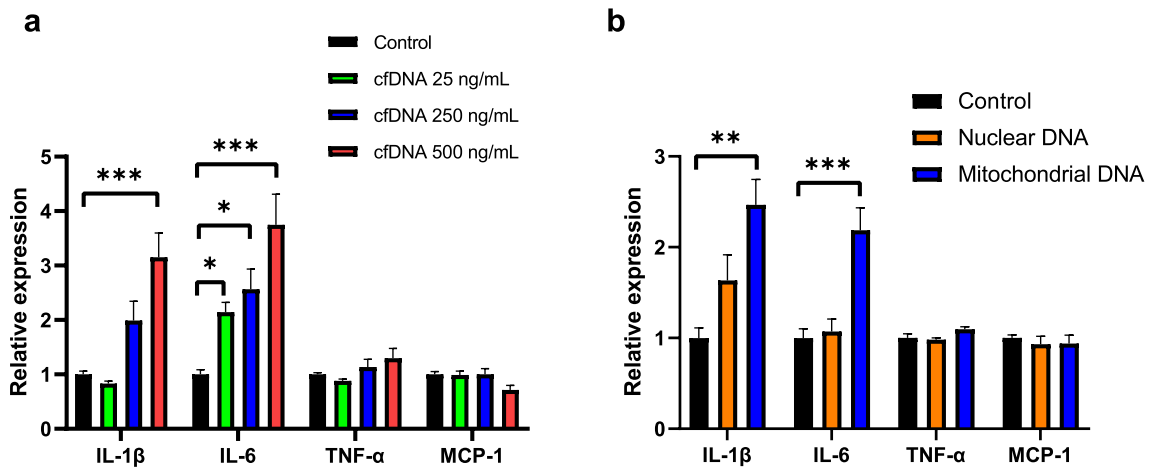 a
Control
cfDNA 25 ng/mL
cfDNA 250 ng/mL
cfDNA 500 ng/mL
Relative expression
5
4
3
2
1
0
***
*
*
***
IL-1β IL-6 TNF-α MCP-1
b
Control
Nuclear DNA
Mitochondrial DNA
Relative expression
3
2
1
0
**
***
IL-1β IL-6 TNF-α MCP-1